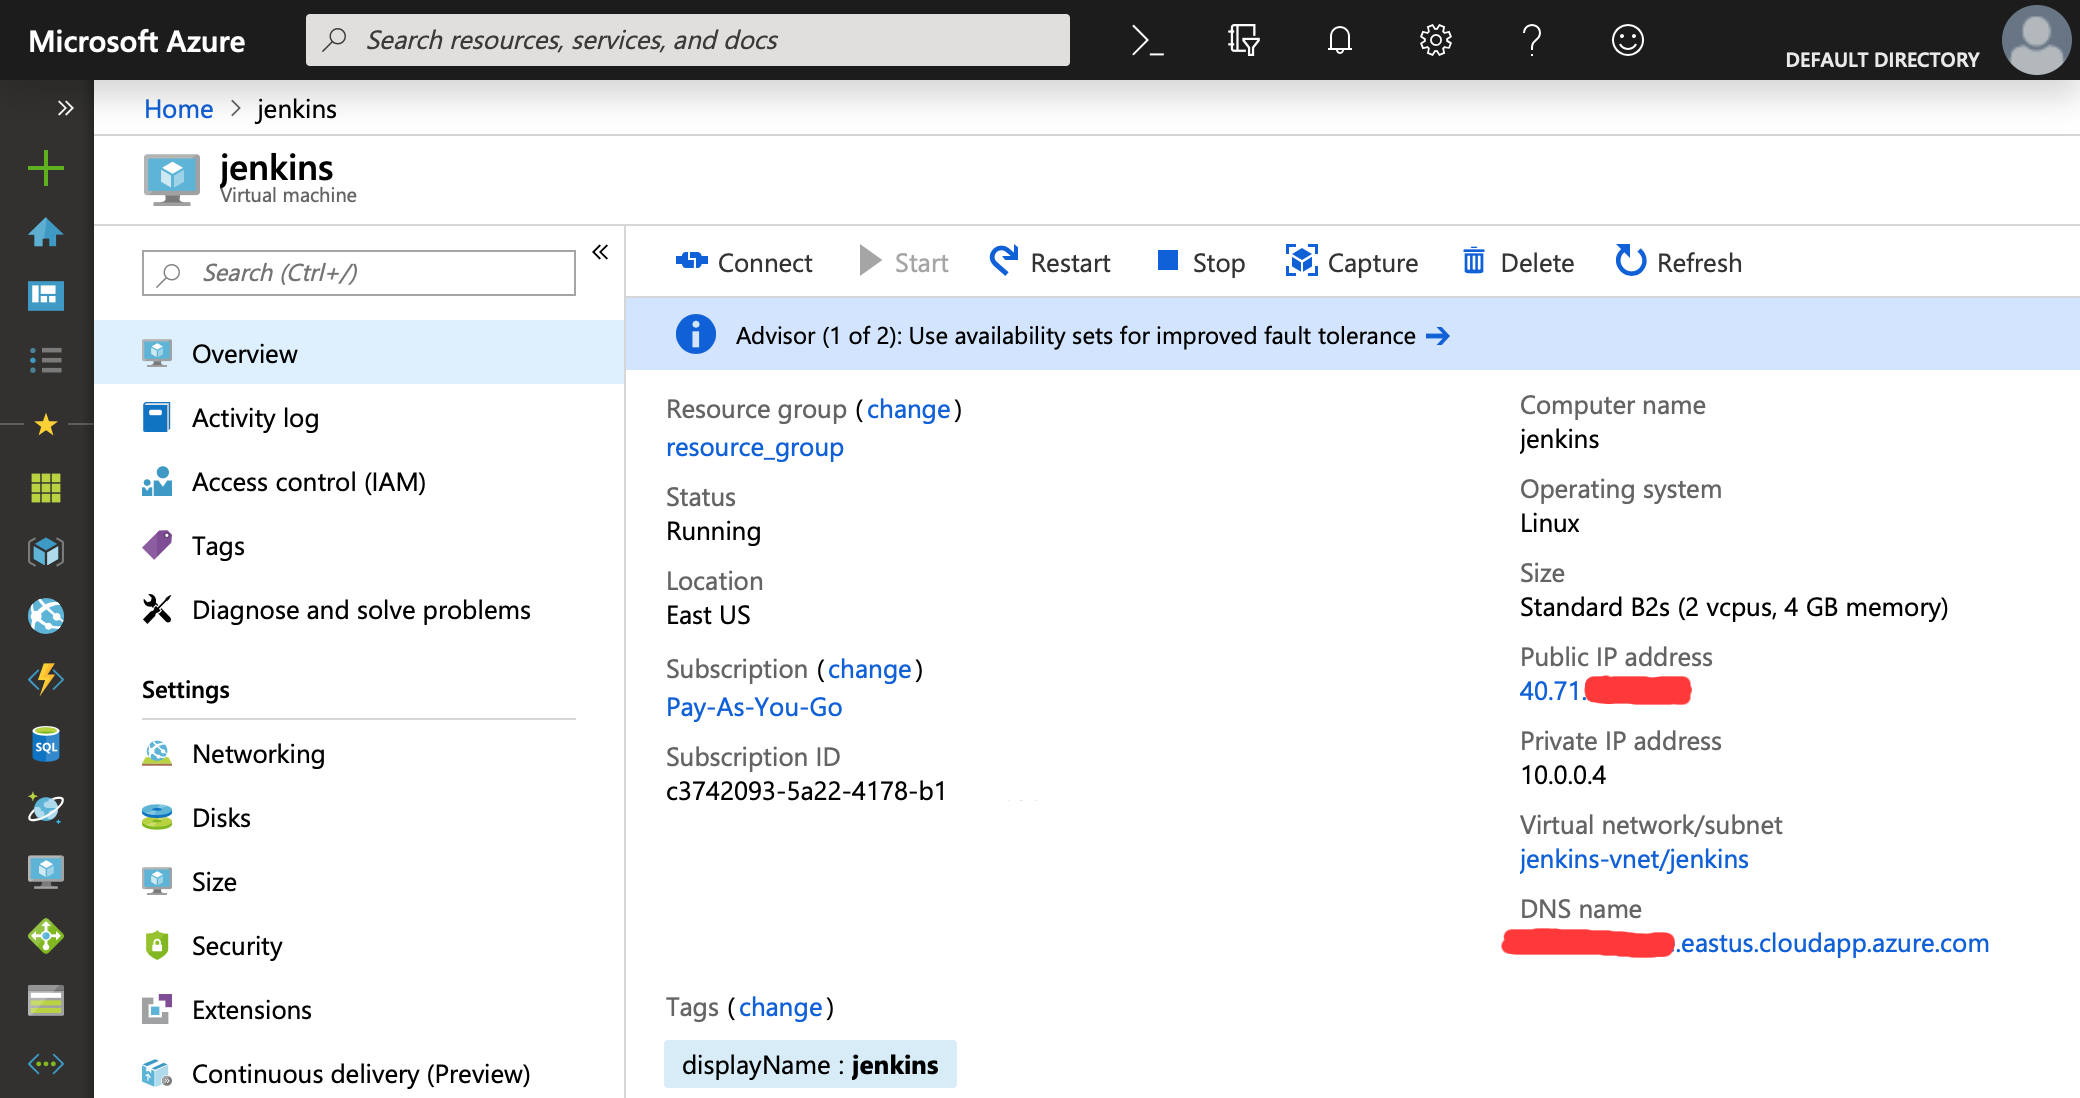 Microsoft Azure
Search resources, services, and docs
DEFAULT DIRECTORY
Home > jenkins
jenkins
Virtual machine
Search (Ctrl+/)
Overview
Activity log
Access control (IAM)
Tags
Diagnose and solve problems
Settings
Networking
Disks
Size
Security
Extensions
Continuous delivery (Preview)
SQL
Connect Start Restart Stop Capture Delete Refresh
Advisor (1 of 2): Use availability sets for improved fault tolerance →
Resource group (change)
resource_group
Status
Running
Location
East US
Subscription (change)
Pay-As-You-Go
Subscription ID
c3742093-5a22-4178-b1
Computer name
jenkins
Operating system
Linux
Size
Standard B2s (2 vcpus, 4 GB memory)
Public IP address
40.71.
Private IP address
10.0.0.4
Virtual network/subnet
jenkins-vnet/jenkins
DNS name
.eastus.cloudapp.azure.com
Tags (change)
displayName : jenkins